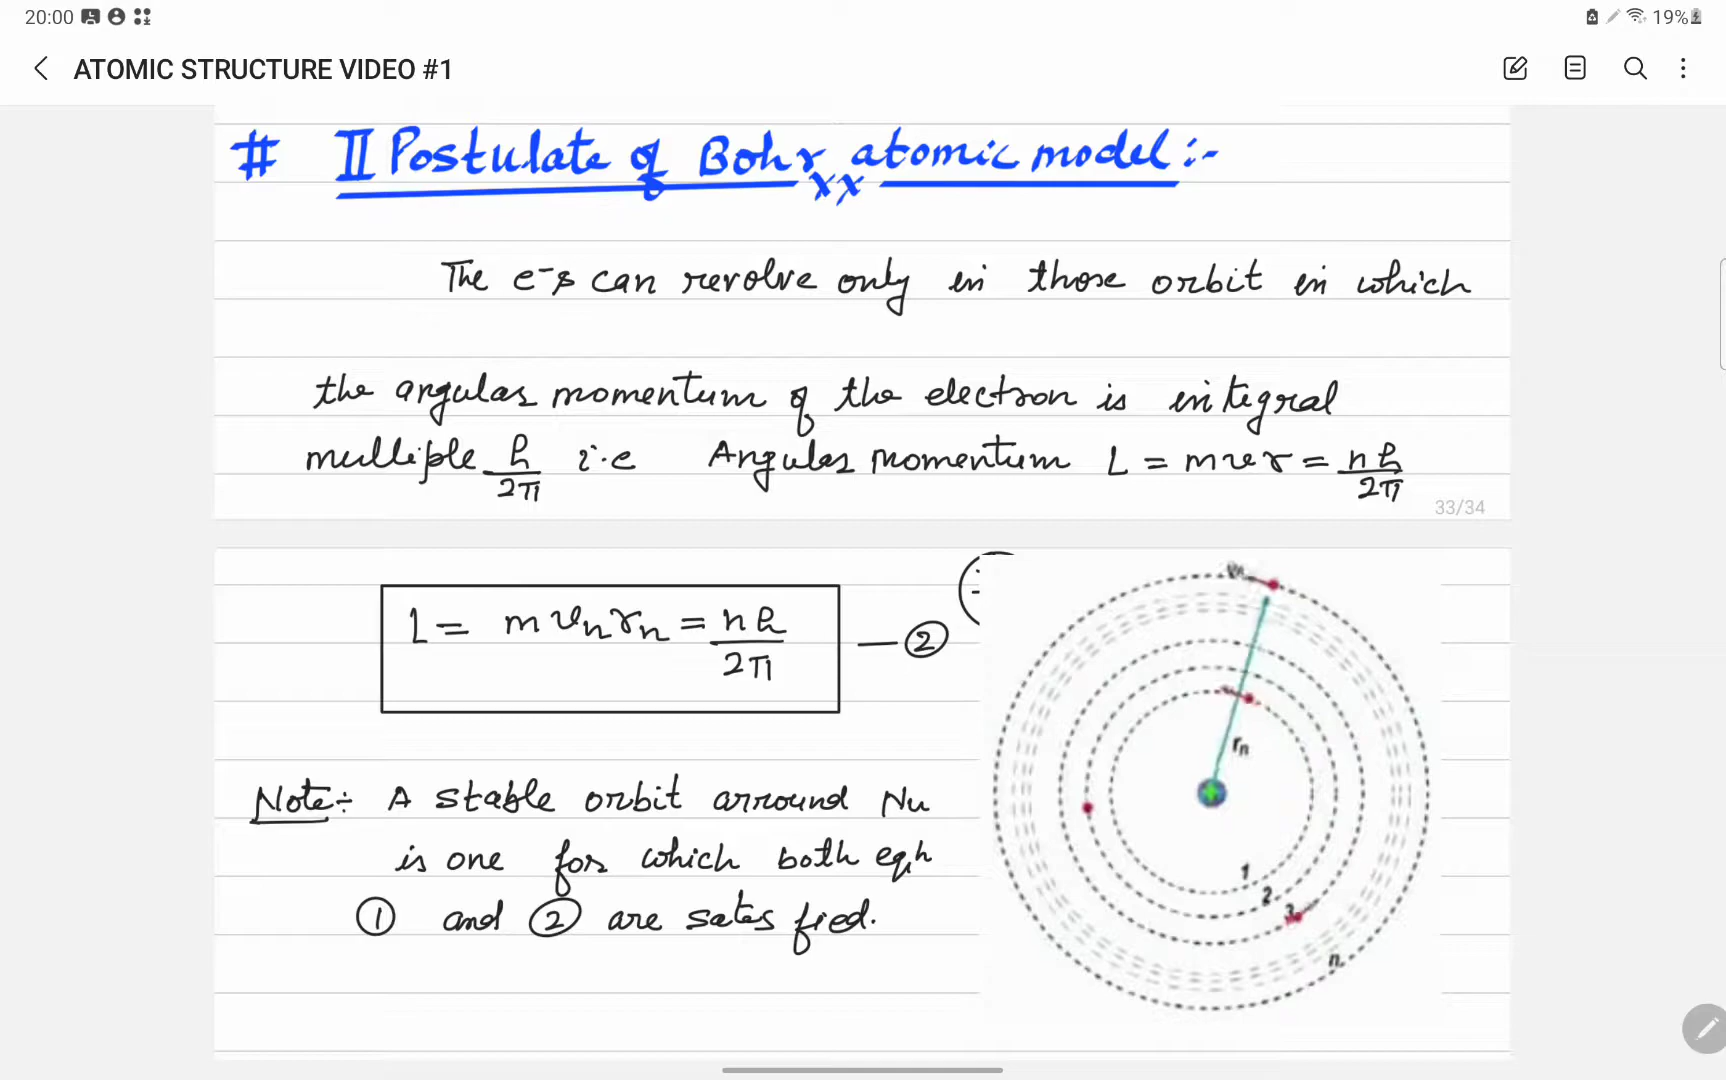 20:00
19%
ATOMIC STRUCTURE VIDEO #1
# II Postulate of Bohr atomic model :-
xx
The e-s can revolve only in those orbit in which
the angular momentum of the electron is integral
multiple h/2π i.e Angular momentum L = mvr = nh/2π
33/34
L = mvₙrₙ = nh/2π — ②
Note:- A stable orbit arround Nu
is one for which both eqn
① and ② are satesfied.
rn
1
2
3
n